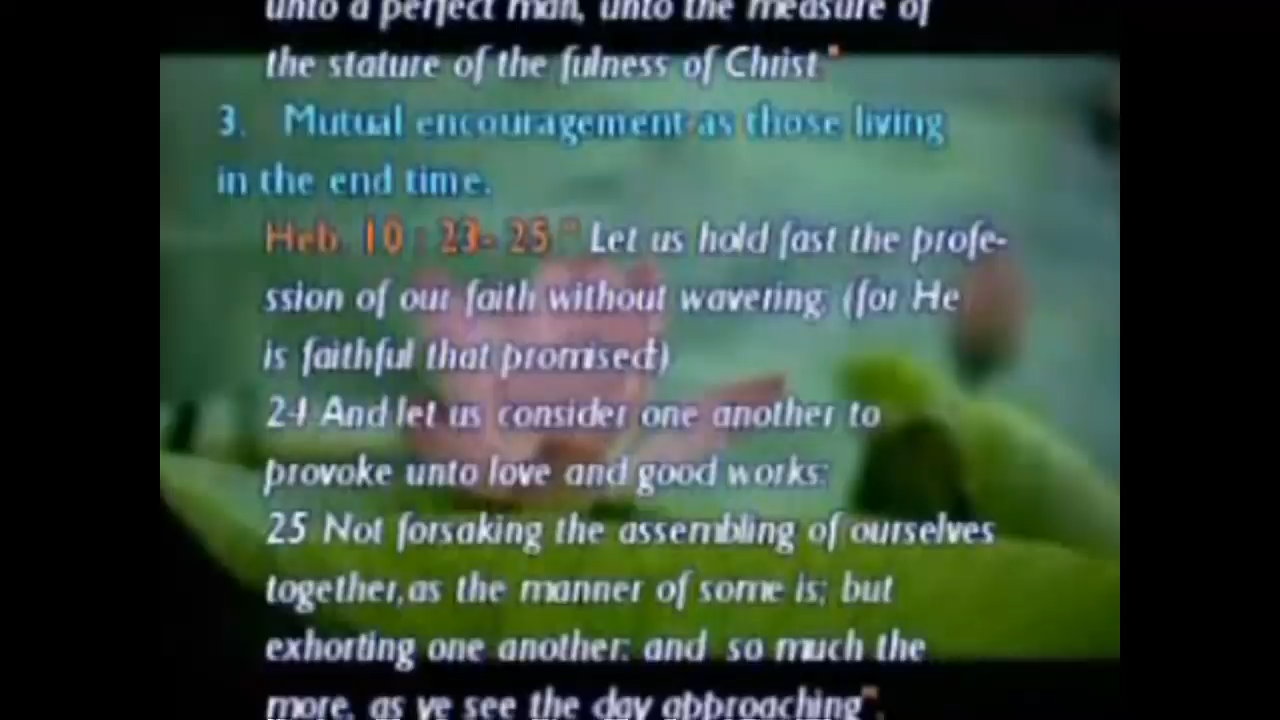 unto a perfect man, unto the measure of
the stature of the fulness of Christ"
3. Mutual encouragement as those living
in the end time.
Heb. 10 : 23- 25 " Let us hold fast the profe-
ssion of our faith without wavering; (for He
is faithful that promised;)
24 And let us consider one another to
provoke unto love and good works:
25 Not forsaking the assembling of ourselves
together, as the manner of some is; but
exhorting one another: and so much the
more, as ye see the day approaching".